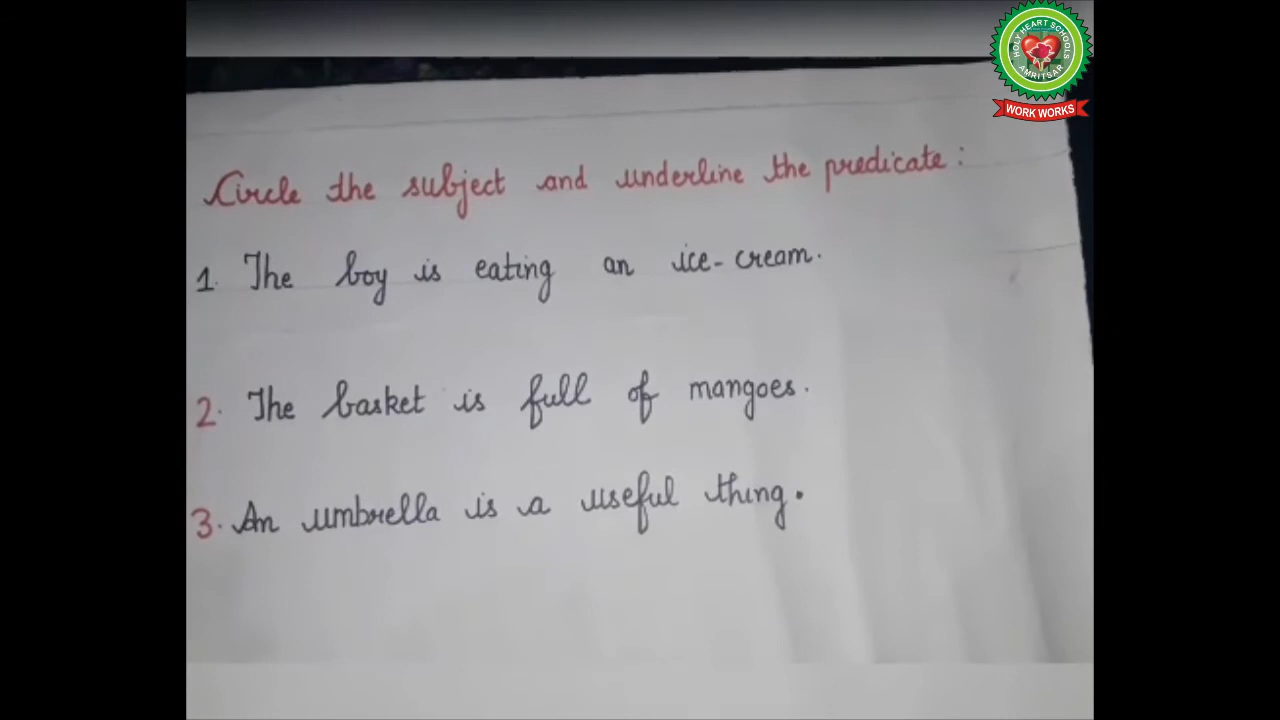 HOLY HEART SCHOOLS
AMRITSAR
WORK WORKS
Circle the subject and underline the predicate:
1. The boy is eating an ice-cream.
2. The basket is full of mangoes.
3. An umbrella is a useful thing.